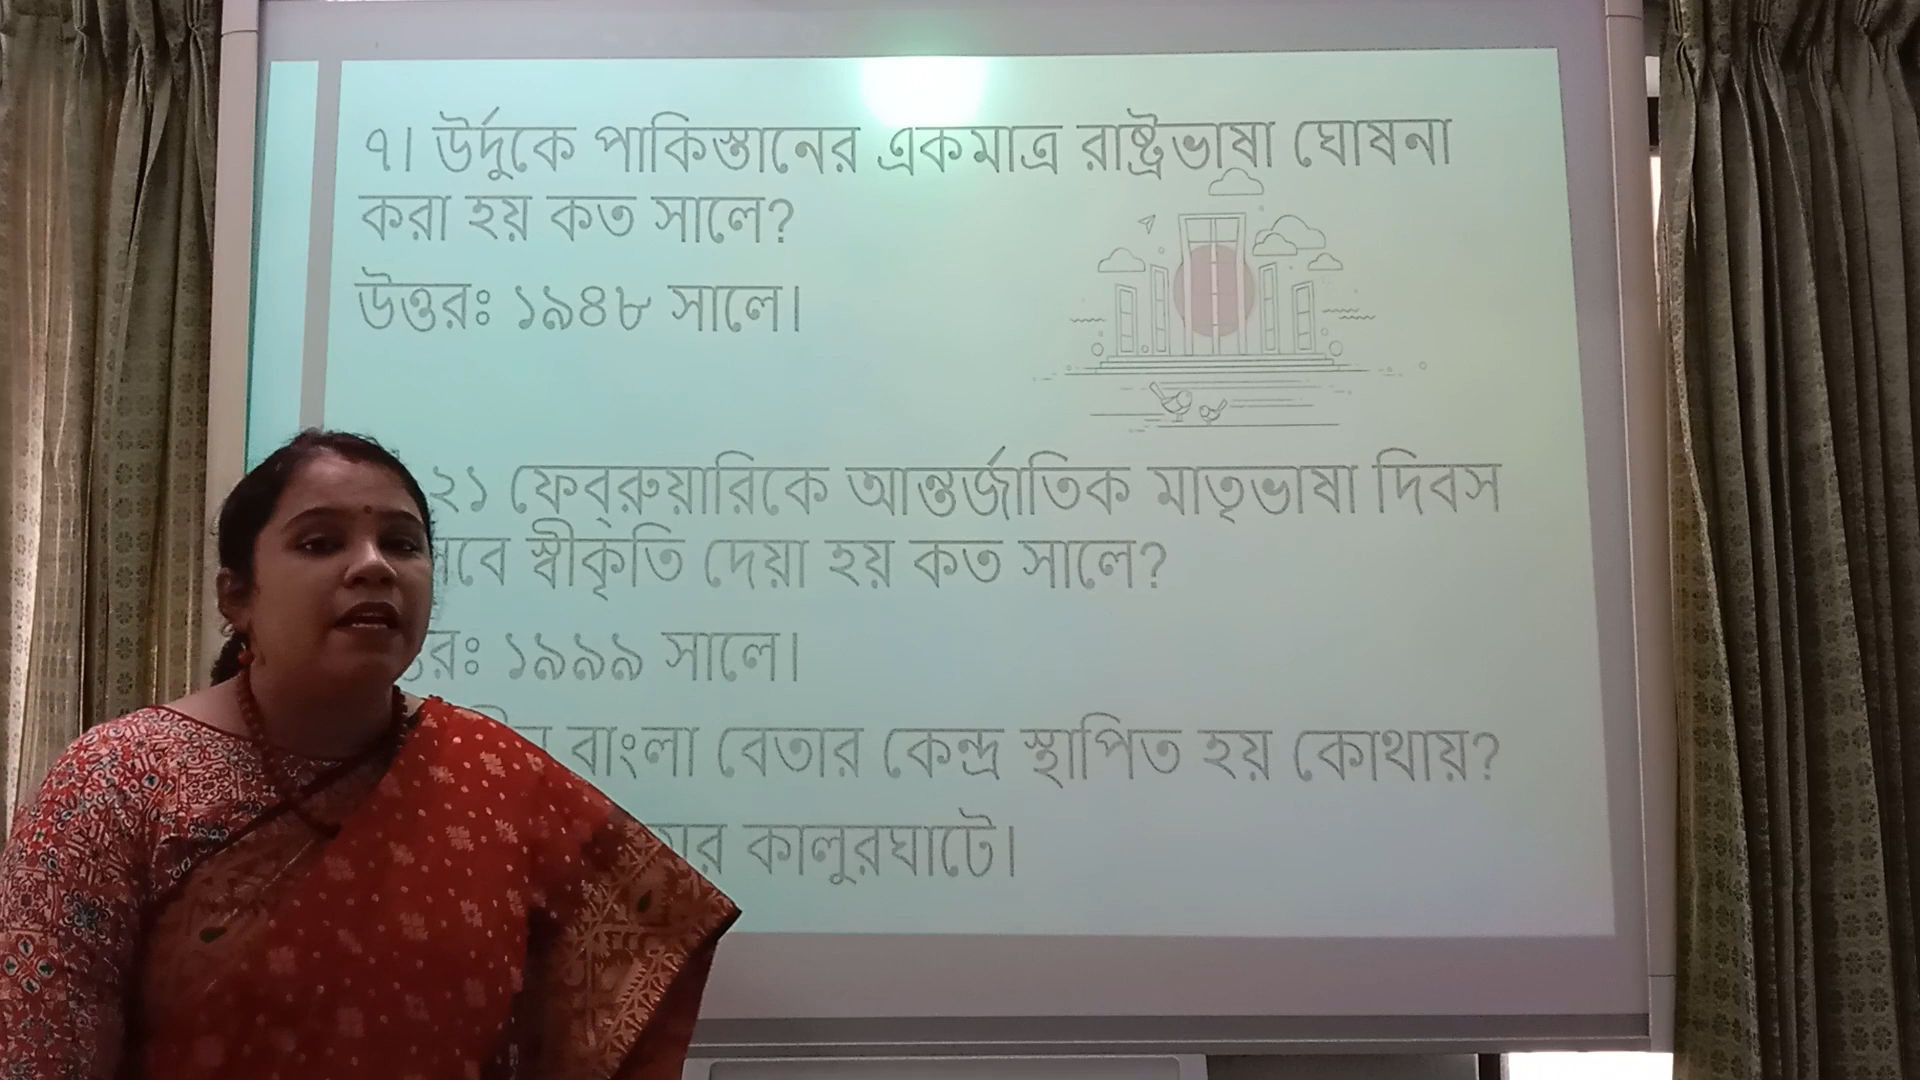 ৭। উর্দুকে পাকিস্তানের একমাত্র রাষ্ট্রভাষা ঘোষনা
করা হয় কত সালে?
উত্তরঃ ১৯৪৮ সালে।
২১ ফেব্রুয়ারিকে আন্তর্জাতিক মাতৃভাষা দিবস
স্বীকৃতি দেয়া হয় কত সালে?
১৯৯৯ সালে।
বাংলা বেতার কেন্দ্র স্থাপিত হয় কোথায়?
কালুরঘাটে।